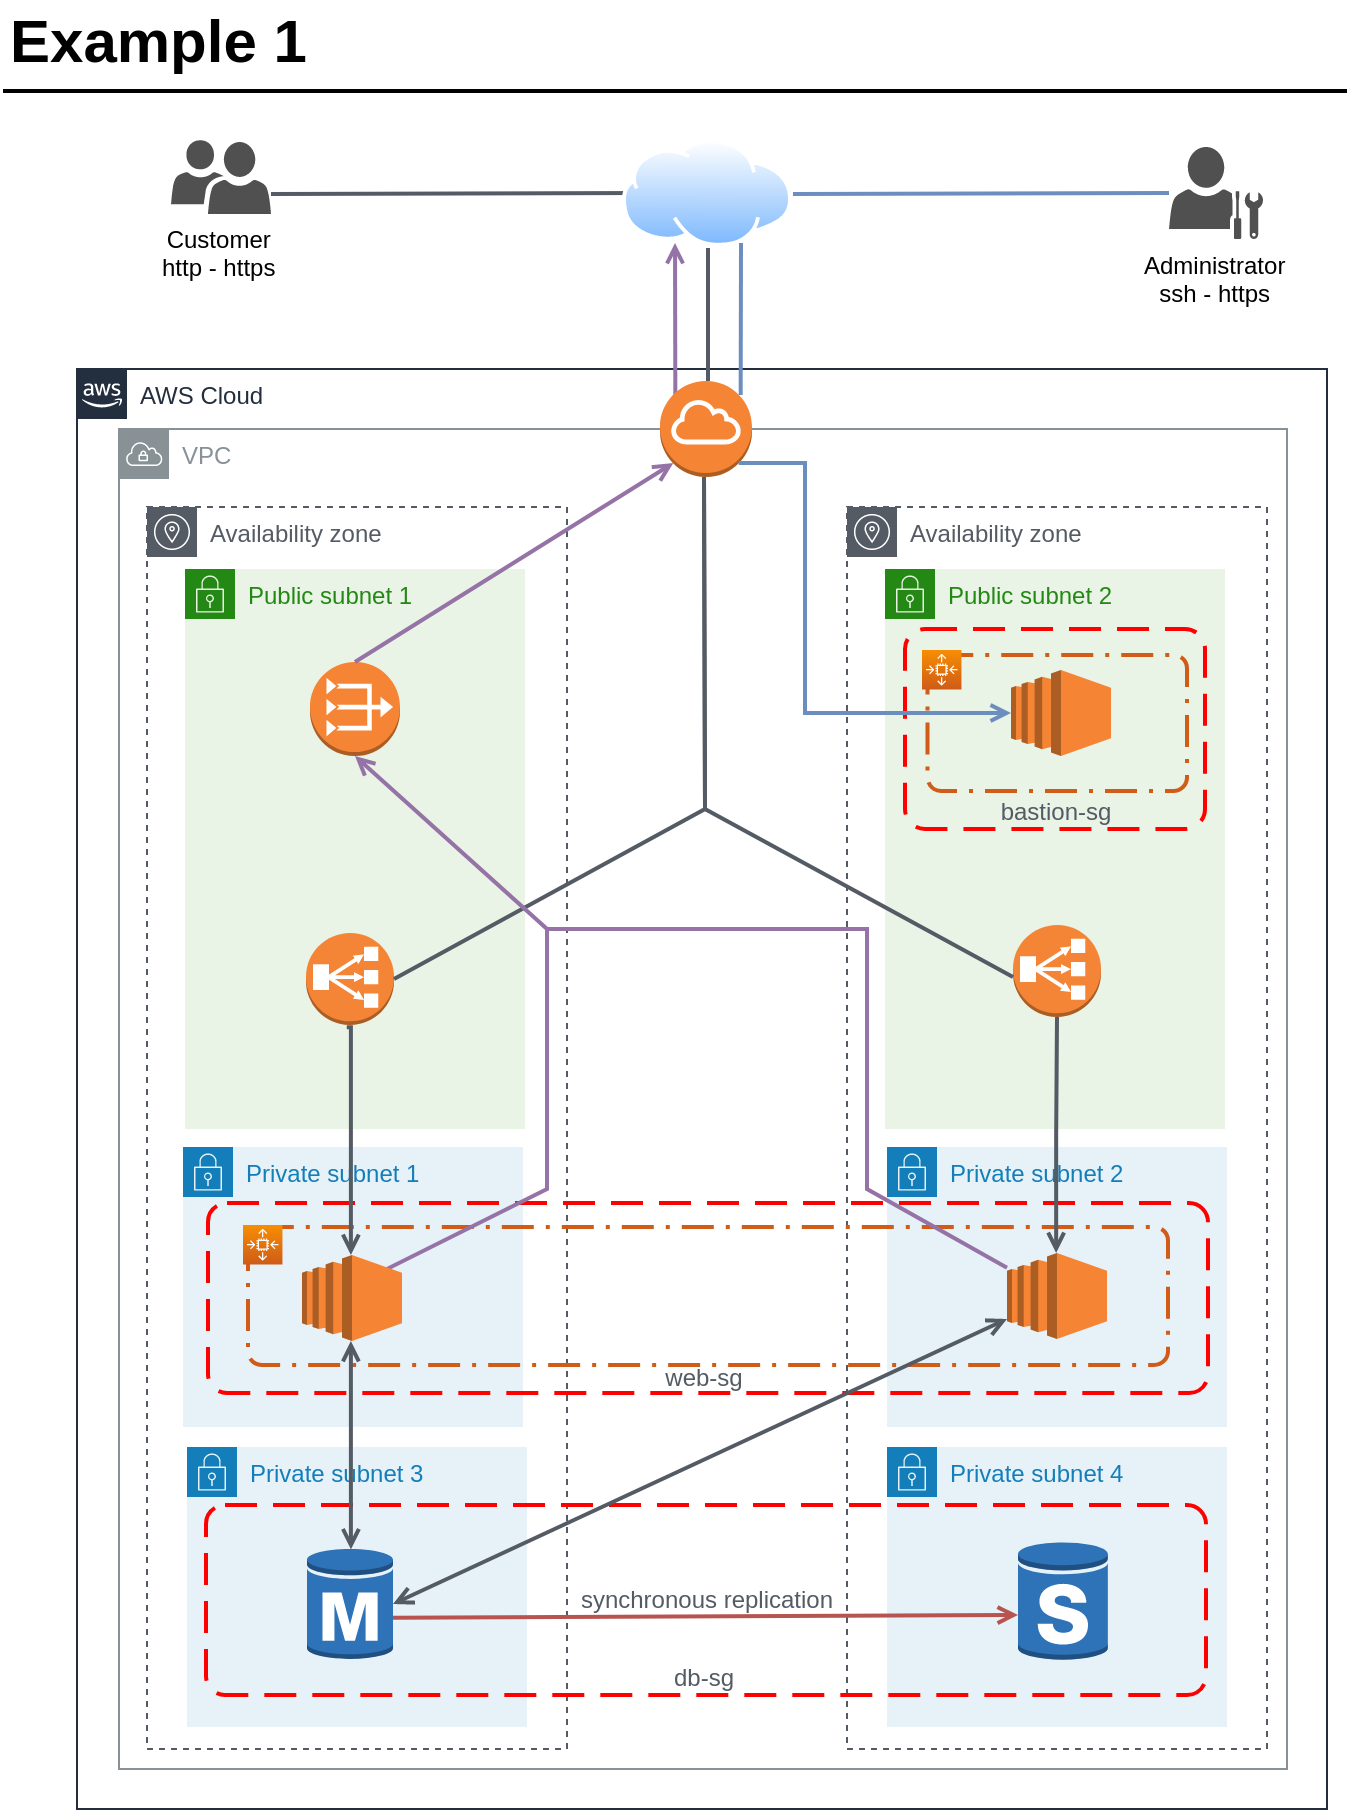 Example 1
Customer
http - https
Administrator
ssh - https
aws
AWS Cloud
VPC
Availability zone
Availability zone
Public subnet 1
Public subnet 2
bastion-sg
Private subnet 1
Private subnet 2
web-sg
Private subnet 3
Private subnet 4
M
synchronous replication
S
db-sg